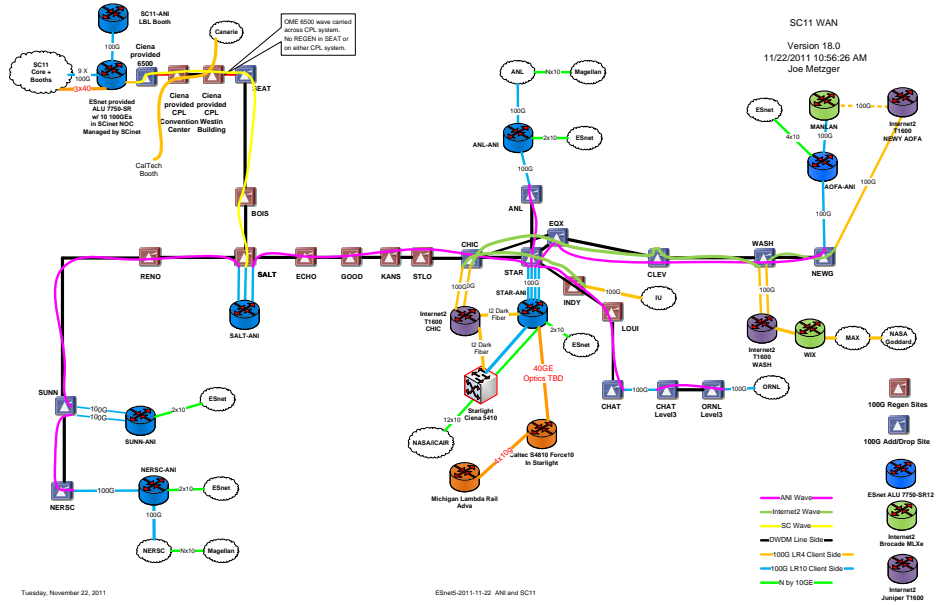 SC11 WAN
Version 18.0
11/22/2011 10:56:26 AM
Joe Metzger
SC11-ANI
LBL Booth
100G
Ciena
provided
6500
SC11
Core +
Booths
9 X
100G
3x40
ESnet provided
ALU 7750-SR
w/ 10 100GEs
in SCinet NOC
Managed by SCinet
Ciena
provided
CPL
Convention
Center
Ciena
provided
CPL
Westin
Building
Canarie
OME 6500 wave carried
across CPL system.
No REGEN in SEAT or
on either CPL system.
SEAT
CalTech
Booth
BOIS
RENO
SALT
ECHO
GOOD
KANS
STLO
CHIC
STAR
EQX
CLEV
WASH
NEWG
SALT-ANI
ANL
Nx10
Magellan
100G
ANL-ANI
2x10
ESnet
100G
ANL
ESnet
4x10
MANLAN
100G
Internet2
T1600
NEWY AOFA
100G
AOFA-ANI
100G
100G
STAR-ANI
100G
INDY
100G
IU
LOUI
Internet2
T1600
CHIC
I2 Dark
Fiber
I2 Dark
Fiber
2x10
ESnet
40GE
Optics TBD
Starlight
Ciena 5410
12x10
NASA/ICAIR
Caltec S4810 Force10
In Starlight
4x10g
Michigan Lambda Rail
Adva
100G
100G
Internet2
T1600
WASH
WIX
MAX
NASA
Goddard
CHAT
100G
CHAT
Level3
ORNL
Level3
100G
ORNL
SUNN
100G
100G
SUNN-ANI
2x10
ESnet
NERSC-ANI
NERSC
100G
2x10
ESnet
100G
NERSC
Nx10
Magellan
100G Regen Sites
100G Add/Drop Site
ESnet ALU 7750-SR12
Internet2
Brocade MLXe
Internet2
Juniper T1600
ANI Wave
Internet2 Wave
SC Wave
DWDM Line Side
100G LR4 Client Side
100G LR10 Client Side
N by 10GE
Tuesday, November 22, 2011
ESnet5-2011-11-22 ANI and SC11